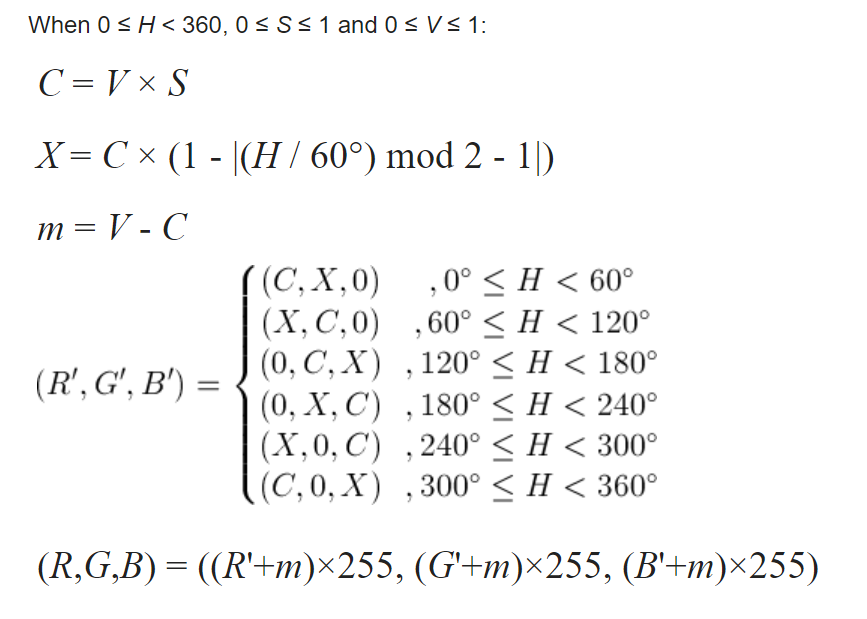 When 0 ≤ H < 360, 0 ≤ S ≤ 1 and 0 ≤ V ≤ 1:
C = V × S
X = C × (1 - |(H / 60°) mod 2 - 1|)
m = V - C
(R', G', B') =
(C, X, 0) , 0° ≤ H < 60°
(X, C, 0) , 60° ≤ H < 120°
(0, C, X) , 120° ≤ H < 180°
(0, X, C) , 180° ≤ H < 240°
(X, 0, C) , 240° ≤ H < 300°
(C, 0, X) , 300° ≤ H < 360°
(R,G,B) = ((R'+m)×255, (G'+m)×255, (B'+m)×255)